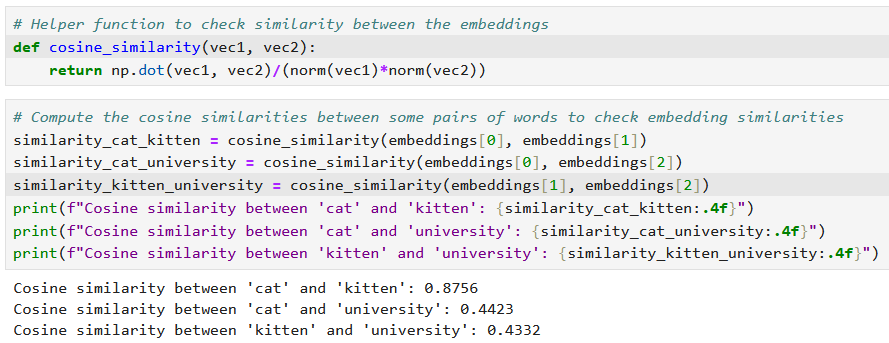 # Helper function to check similarity between the embeddings
def cosine_similarity(vec1, vec2):
    return np.dot(vec1, vec2)/(norm(vec1)*norm(vec2))
# Compute the cosine similarities between some pairs of words to check embedding similarities
similarity_cat_kitten = cosine_similarity(embeddings[0], embeddings[1])
similarity_cat_university = cosine_similarity(embeddings[0], embeddings[2])
similarity_kitten_university = cosine_similarity(embeddings[1], embeddings[2])
print(f"Cosine similarity between 'cat' and 'kitten': {similarity_cat_kitten:.4f}")
print(f"Cosine similarity between 'cat' and 'university': {similarity_cat_university:.4f}")
print(f"Cosine similarity between 'kitten' and 'university': {similarity_kitten_university:.4f}")
Cosine similarity between 'cat' and 'kitten': 0.8756
Cosine similarity between 'cat' and 'university': 0.4423
Cosine similarity between 'kitten' and 'university': 0.4332